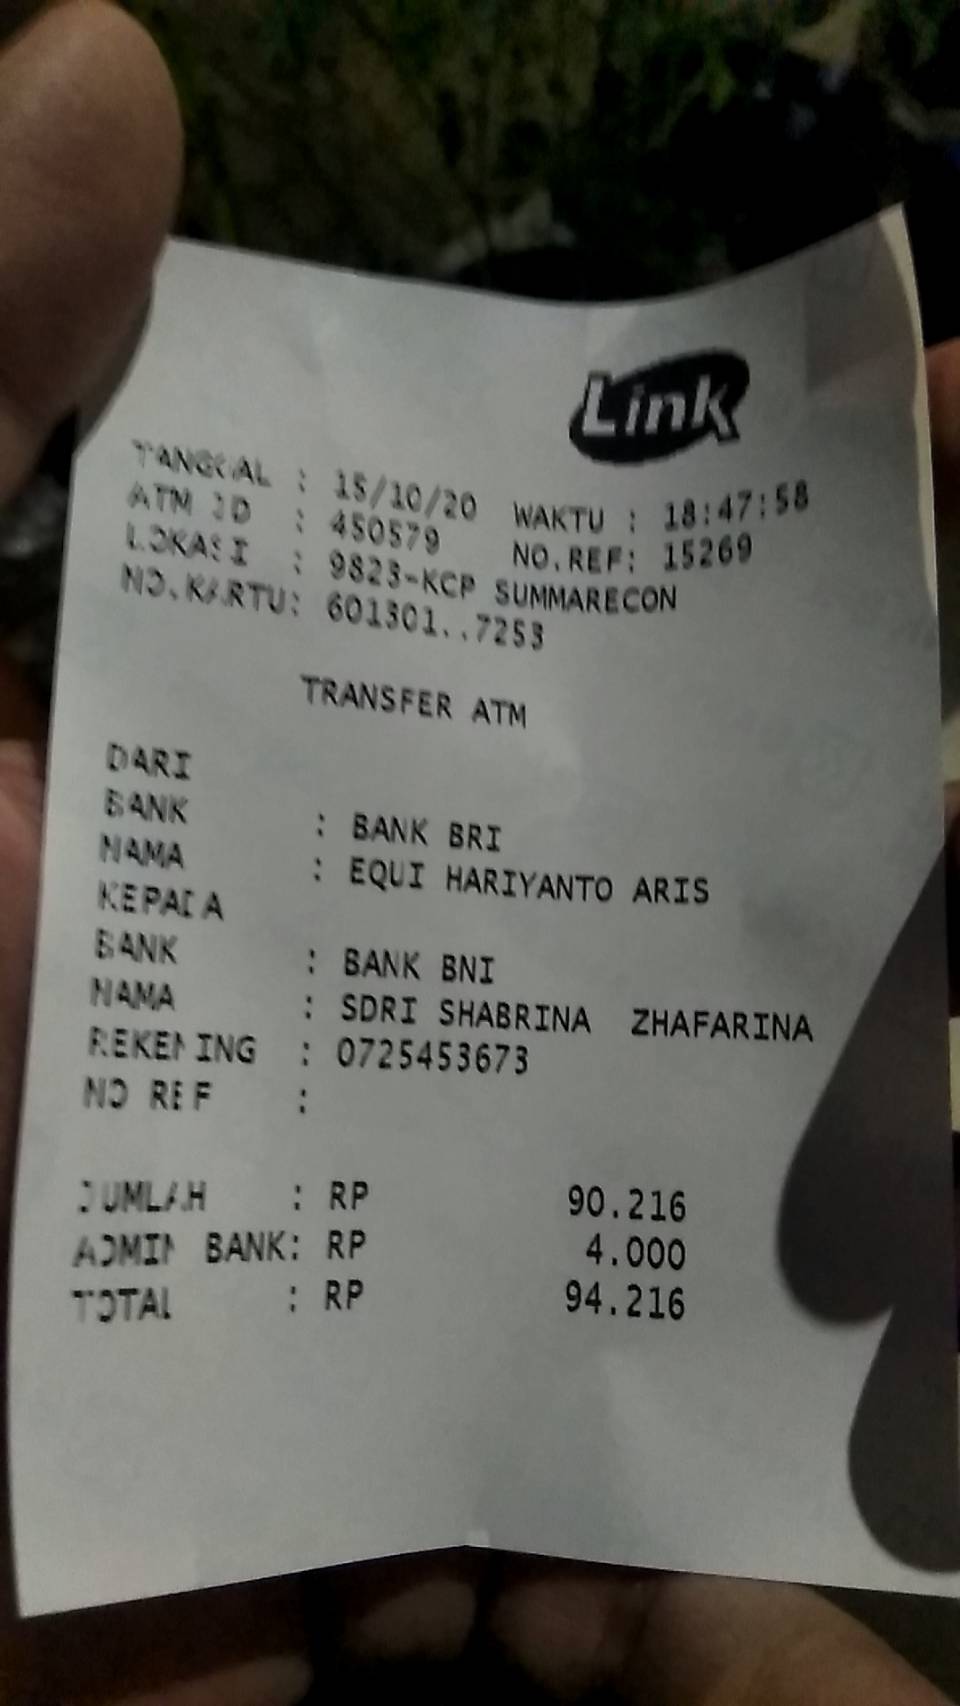 Link
TANGGAL : 15/10/20 WAKTU : 18:47:58
ATM ID : 450579 NO.REF: 15269
LOKASI : 9823-KCP SUMMARECON
NO.KARTU: 601301..7253
TRANSFER ATM
DARI
BANK : BANK BRI
NAMA : EQUI HARIYANTO ARIS
KEPADA
BANK : BANK BNI
NAMA : SDRI SHABRINA ZHAFARINA
REKENING : 0725453673
NO REF :
JUMLAH : RP 90.216
ADMIN BANK: RP 4.000
TOTAL : RP 94.216